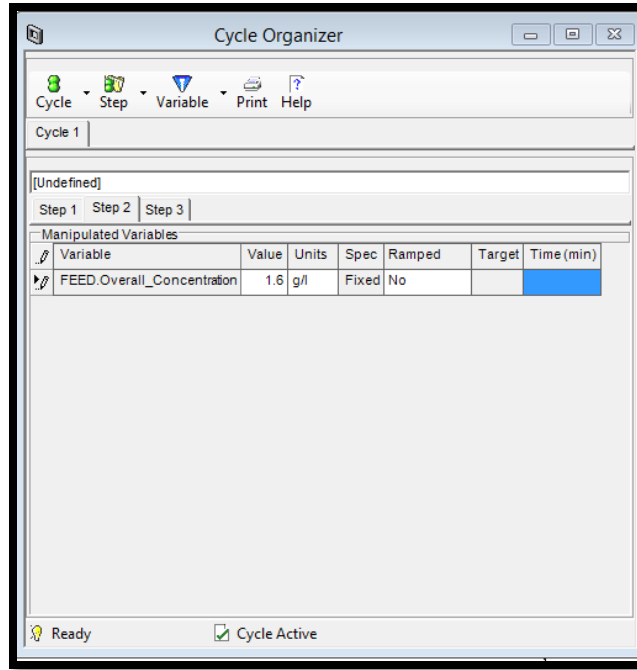 Cycle Organizer
Cycle Step Variable Print Help
Cycle 1
[Undefined]
Step 1 Step 2 Step 3
Manipulated Variables
Variable Value Units Spec Ramped Target Time (min)
FEED.Overall_Concentration 1.6 g/l Fixed No
Ready Cycle Active